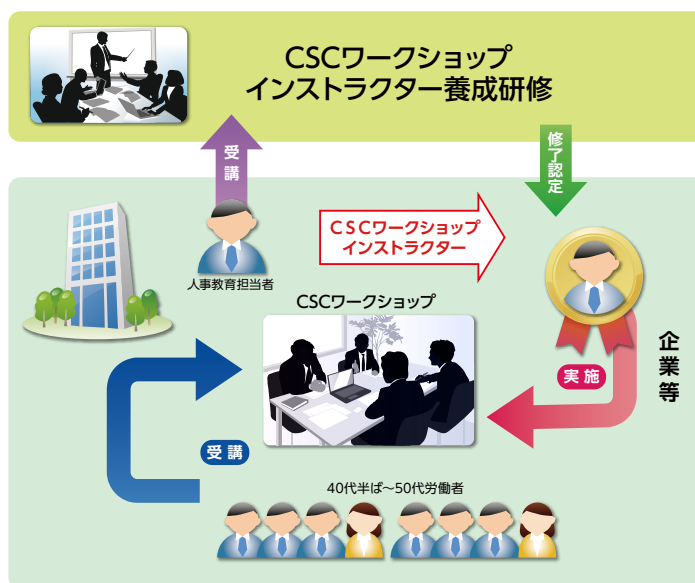 CSCワークショップ
インストラクター養成研修
受講
修了認定
CSCワークショップ
インストラクター
人事教育担当者
CSCワークショップ
企業等
実施
受講
40代半ば～50代労働者